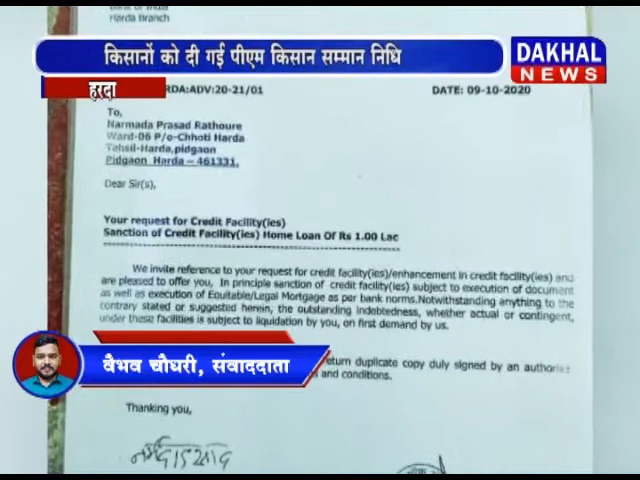 Bank of India
Harda Branch
किसानों को दी गई पीएम किसान सम्मान निधि
DAKHAL
NEWS
हरदा
RDA:ADV:20-21/01 DATE: 09-10-2020
To,
Narmada Prasad Rathoure
Ward-06 P/o-Chhoti Harda
Tehsil-Harda,pidgaon
Pidgaon Harda – 461331.
Dear Sir(s),
Your request for Credit Facility(ies)
Sanction of Credit Facility(ies) Home Loan Of Rs 1.00 Lac
We invite reference to your request for credit facility(ies)/enhancement in credit facility(ies) and
are pleased to offer you, In principle sanction of credit facility(ies) subject to execution of document
as well as execution of Equitable/Legal Mortgage as per bank norms.Notwithstanding anything to the
contrary stated or suggested herein, the outstanding indebtedness, whether actual or contingent,
under these facilities is subject to liquidation by you, on first demand by us.
return duplicate copy duly signed by an
and conditions.
वैभव चौधरी, संवाददाता
Thanking you,